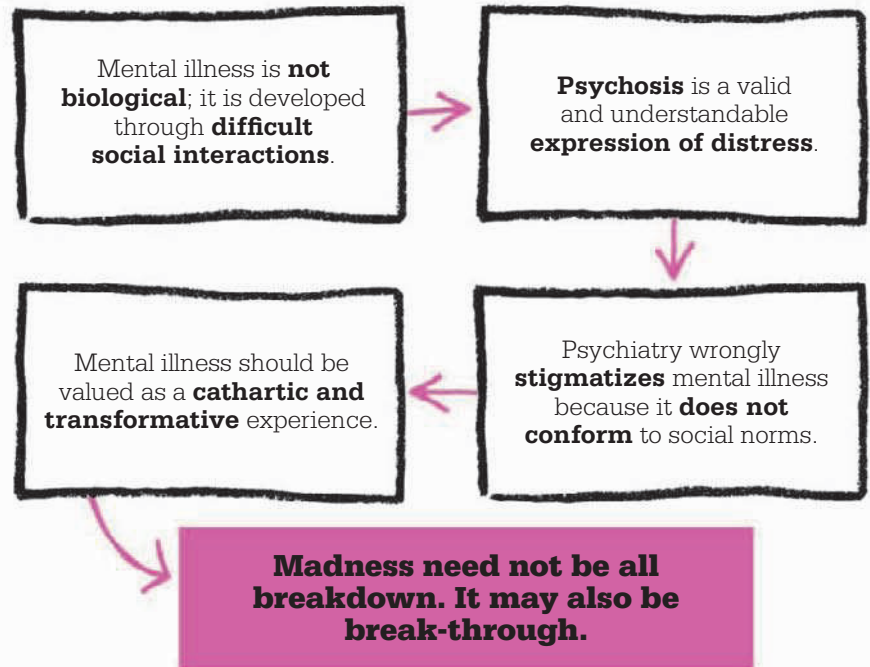 Mental illness is not
biological; it is developed
through difficult
social interactions.
Psychosis is a valid
and understandable
expression of distress.
Psychiatry wrongly
stigmatizes mental illness
because it does not
conform to social norms.
Mental illness should be
valued as a cathartic and
transformative experience.
Madness need not be all
breakdown. It may also be
break-through.